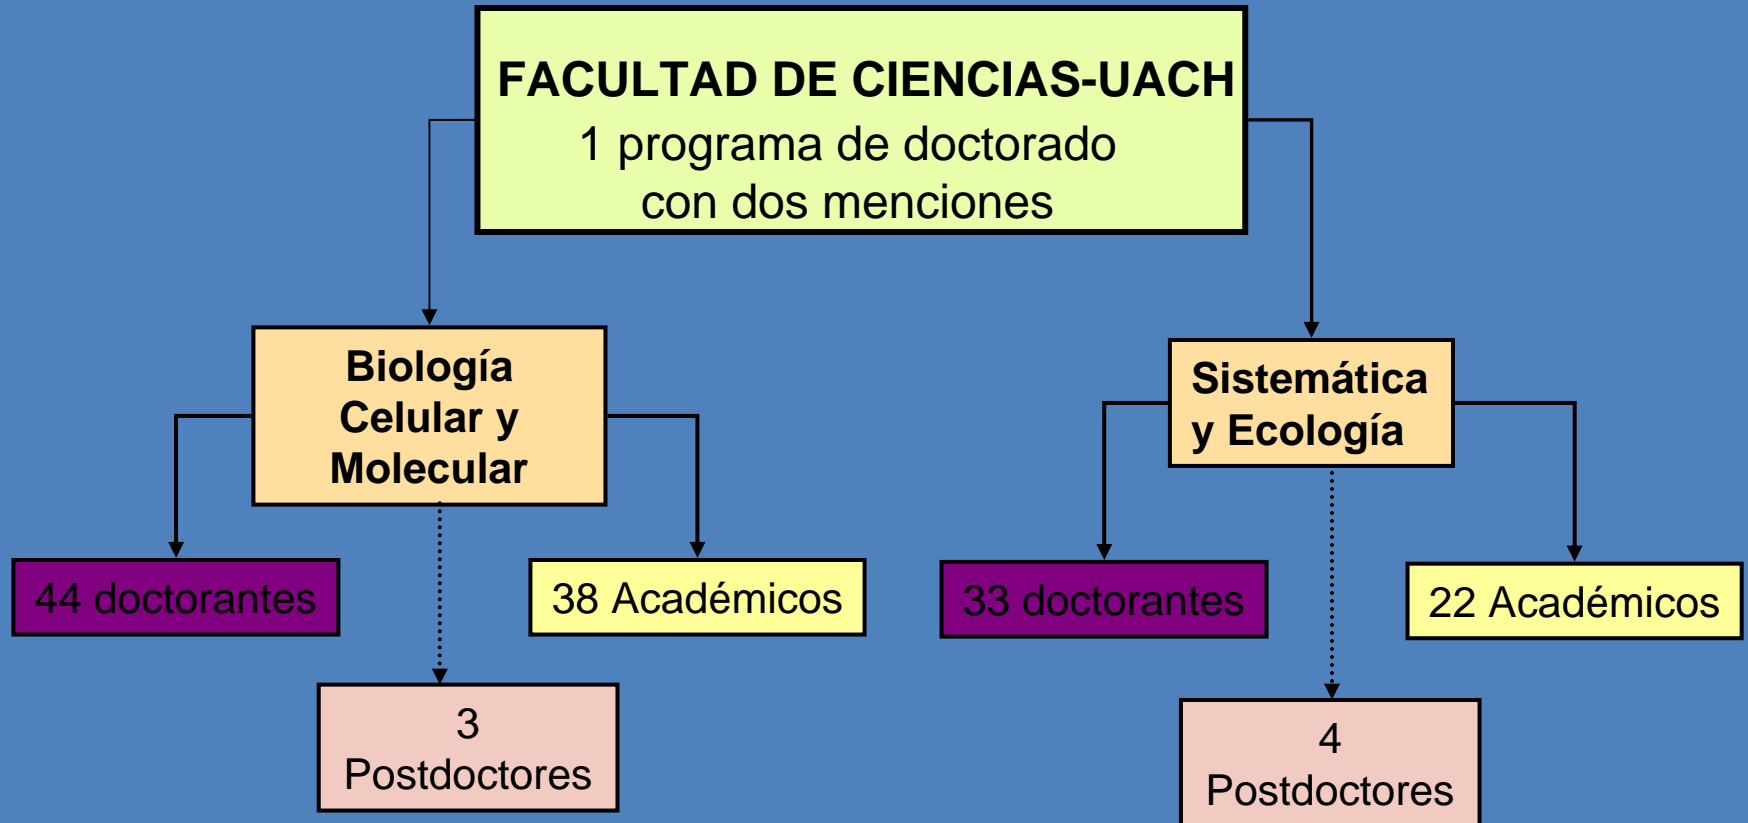 FACULTAD DE CIENCIAS-UACH
1 programa de doctorado
con dos menciones
Biología
Celular y
Molecular
Sistemática
y Ecología
44 doctorantes
38 Académicos
33 doctorantes
22 Académicos
3
Postdoctores
4
Postdoctores